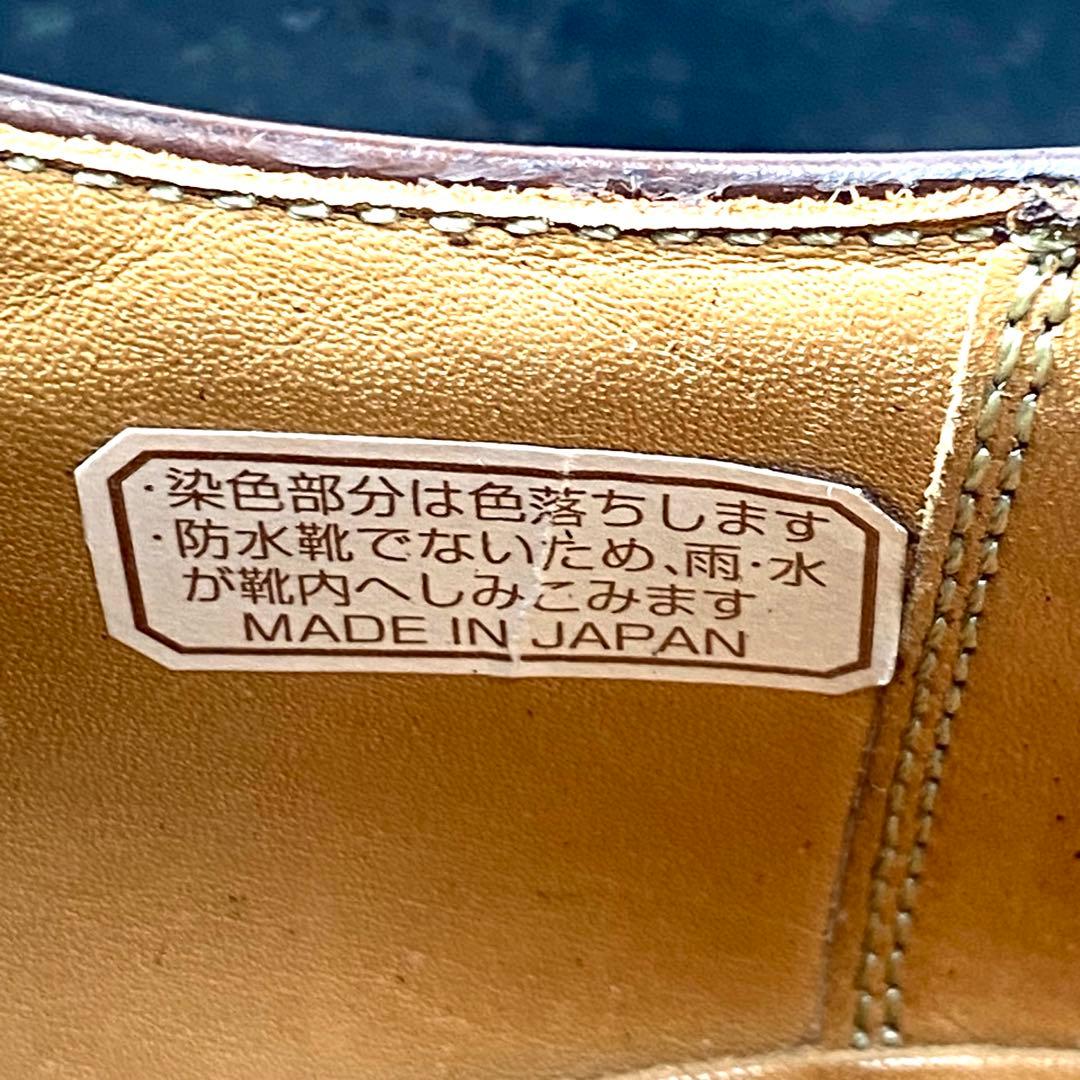 ・染色部分は色落ちします
・防水靴でないため、雨・水
が靴内へしみこみます
MADE IN JAPAN